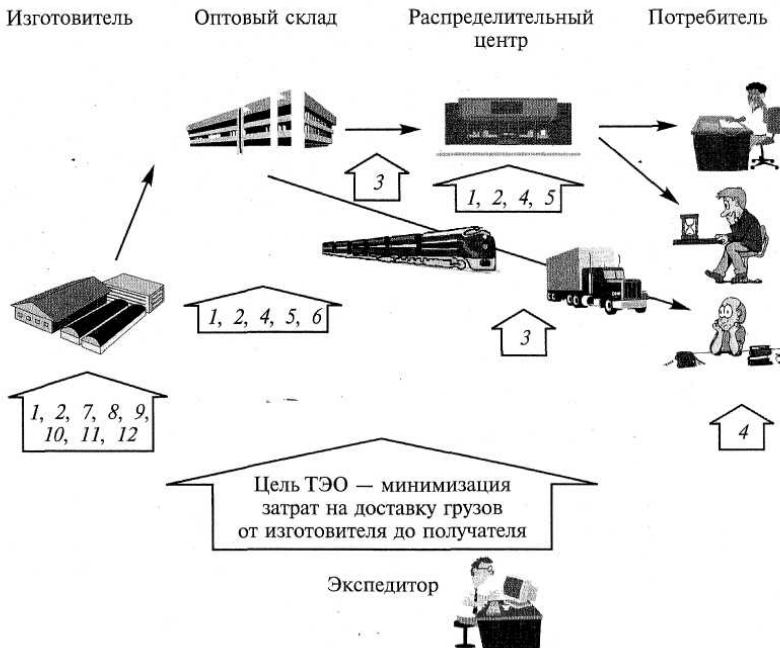 Изготовитель
Оптовый склад
Распределительный
центр
Потребитель
3
1, 2, 4, 5
1, 2, 4, 5, 6
3
1, 2, 7, 8, 9,
10, 11, 12
4
Цель ТЭО — минимизация
затрат на доставку грузов
от изготовителя до получателя
Экспедитор